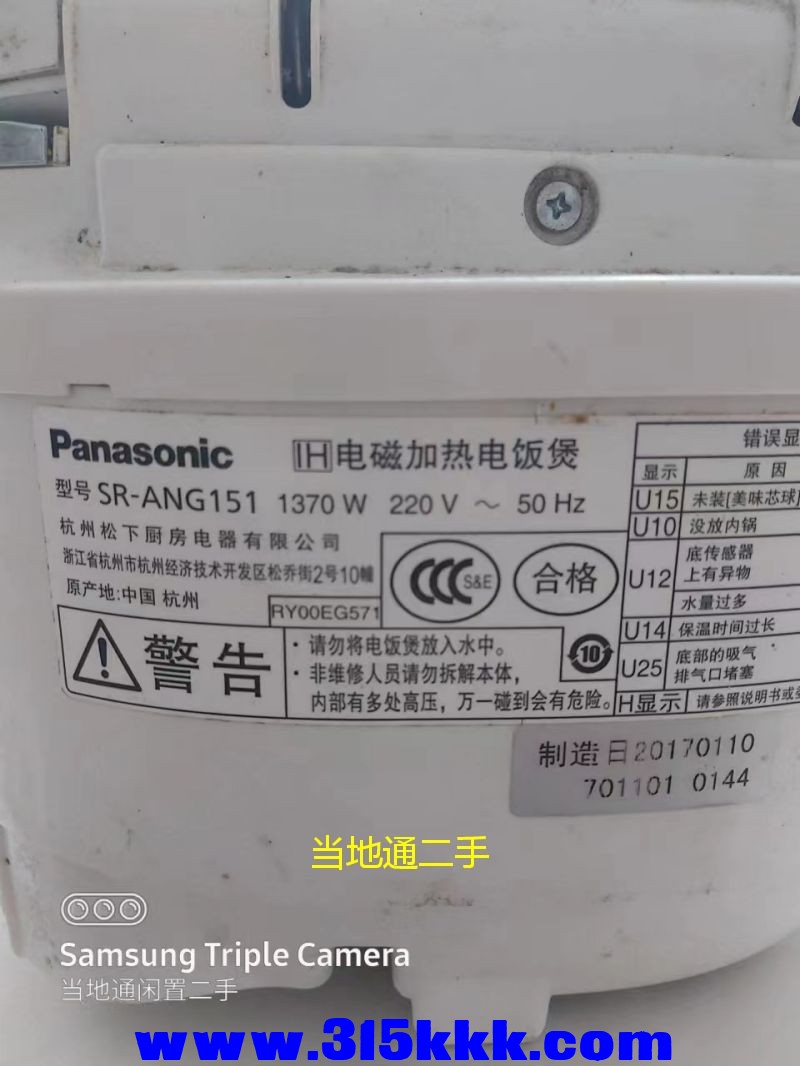 Panasonic
IH电磁加热电饭煲
型号 SR-ANG151 1370 W 220 V ～ 50 Hz
杭州松下厨房电器有限公司
浙江省杭州市杭州经济技术开发区松乔街2号10幢
原产地:中国 杭州
RY00EG571
CCC S&E
合格
警告
・请勿将电饭煲放入水中。
・非维修人员请勿拆解本体，
内部有多处高压，万一碰到会有危险。
10
错误显
显示 原因
U15 未装[美味芯球]
U10 没放内锅
U12 底传感器
上有异物
水量过多
U14 保温时间过长
U25 底部的吸气
排气口堵塞
H显示 请参照说明书或
制造日20170110
701101 0144
当地通二手
Samsung Triple Camera
当地通闲置二手
www.315kkk.com